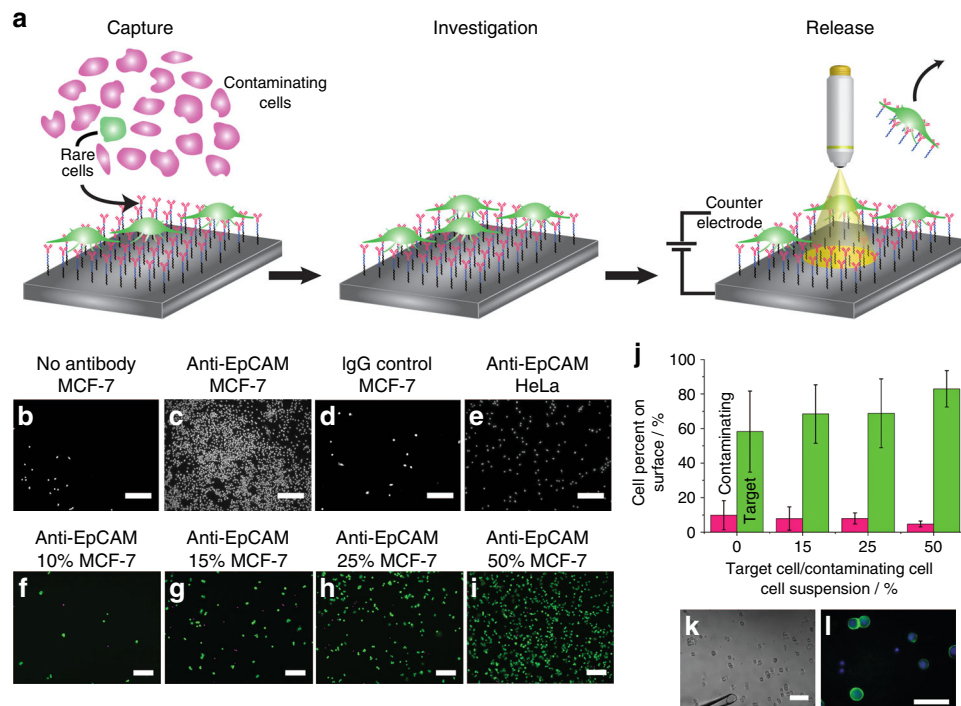 a
Capture
Investigation
Release
Contaminating
cells
Rare
cells
Counter
electrode
No antibody
MCF-7
Anti-EpCAM
MCF-7
IgG control
MCF-7
Anti-EpCAM
HeLa
b
c
d
e
Anti-EpCAM
10% MCF-7
Anti-EpCAM
15% MCF-7
Anti-EpCAM
25% MCF-7
Anti-EpCAM
50% MCF-7
f
g
h
i
j
Cell percent on
surface / %
100
80
60
40
20
0
Contaminating
Target
0
15
25
50
Target cell/contaminating cell
cell suspension / %
k
l